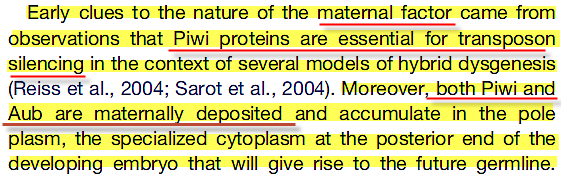 Early clues to the nature of the maternal factor came from
observations that Piwi proteins are essential for transposon
silencing in the context of several models of hybrid dysgenesis
(Reiss et al., 2004; Sarot et al., 2004). Moreover, both Piwi and
Aub are maternally deposited and accumulate in the pole
plasm, the specialized cytoplasm at the posterior end of the
developing embryo that will give rise to the future germline.